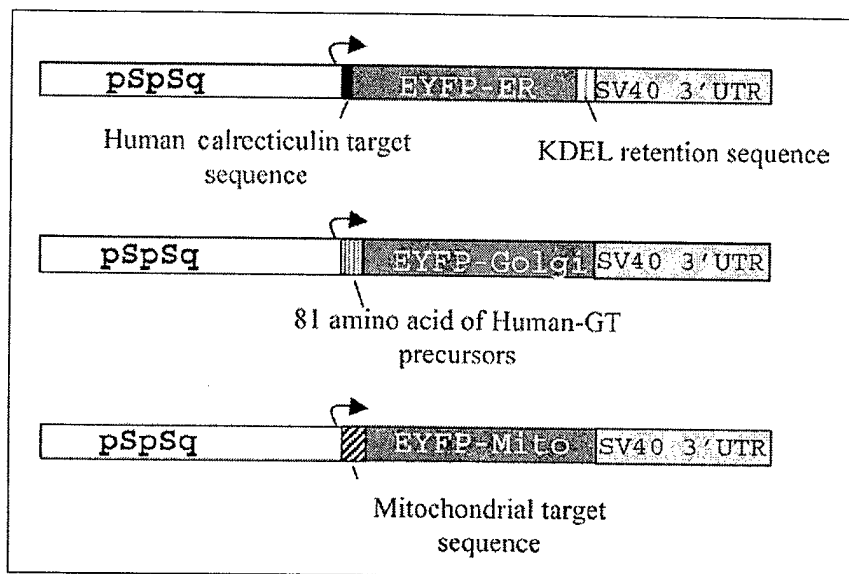 pSpSq EYFP-ER SV40 3'UTR
Human calrecticulin target
sequence
KDEL retention sequence
pSpSq EYFP-Golgi SV40 3'UTR
81 amino acid of Human-GT
precursors
pSpSq EYFP-Mito SV40 3'UTR
Mitochondrial target
sequence